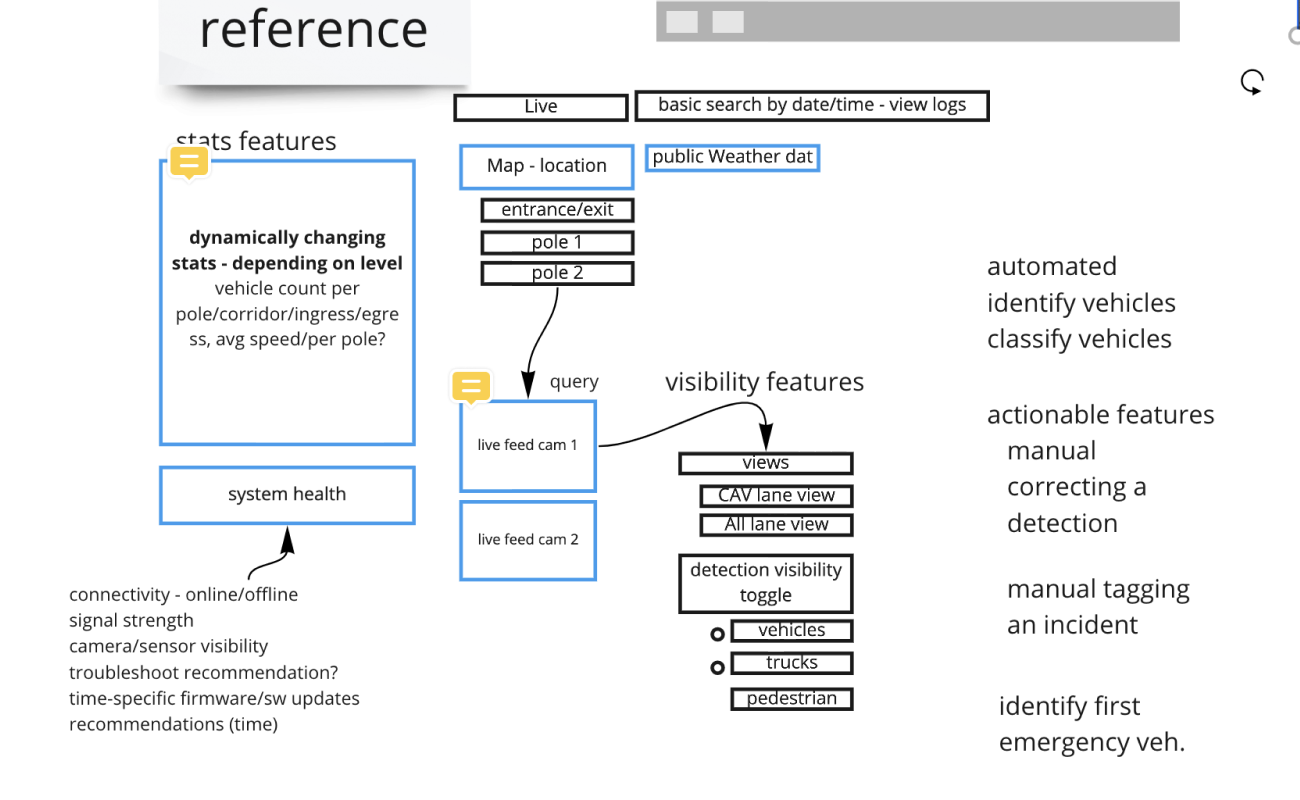 reference
Live
basic search by date/time - view logs
stats features
Map - location
public Weather dat
entrance/exit
pole 1
pole 2
dynamically changing
stats - depending on level
vehicle count per
pole/corridor/ingress/egre
ss, avg speed/per pole?
system health
connectivity - online/offline
signal strength
camera/sensor visibility
troubleshoot recommendation?
time-specific firmware/sw updates
recommendations (time)
query
live feed cam 1
live feed cam 2
visibility features
views
CAV lane view
All lane view
detection visibility
toggle
vehicles
trucks
pedestrian
automated
identify vehicles
classify vehicles
actionable features
manual
correcting a
detection
manual tagging
an incident
identify first
emergency veh.